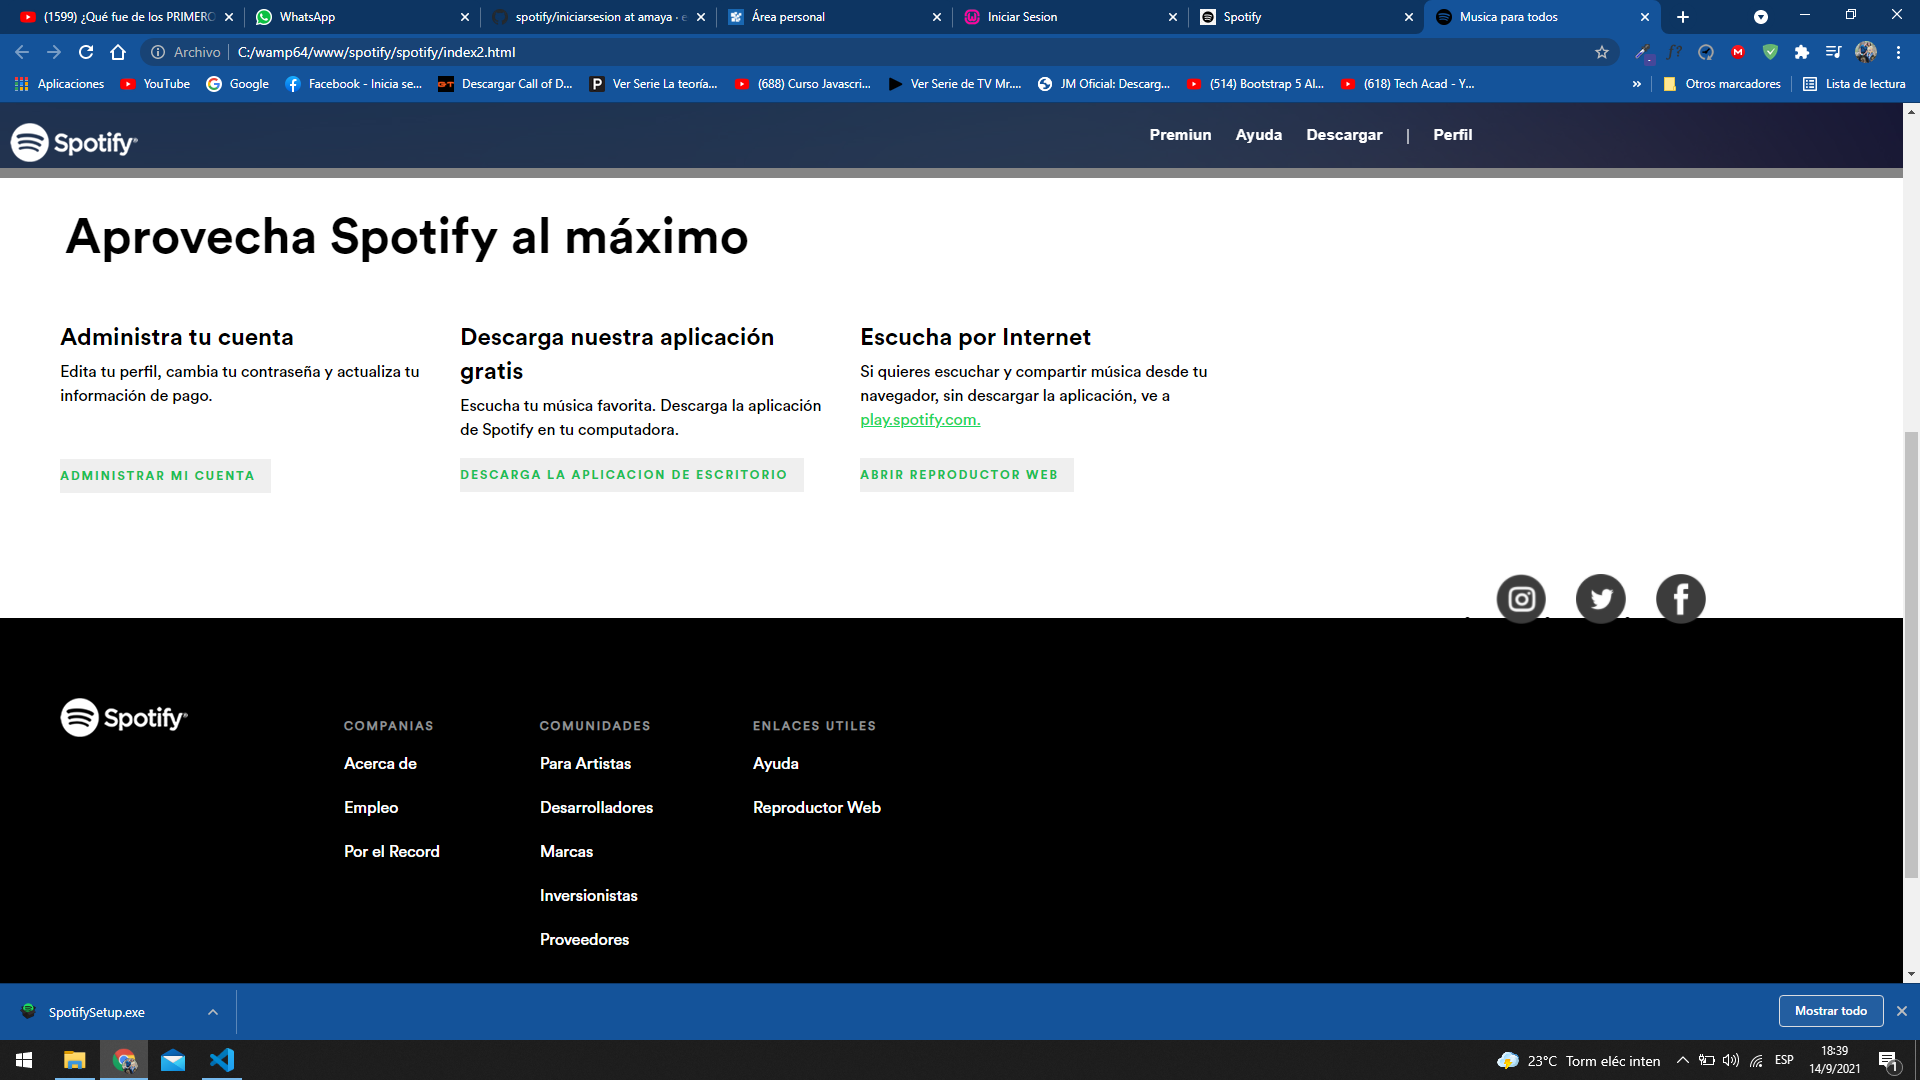 (1599) ¿Qué fue de los PRIMERO
WhatsApp
spotify/iniciarsesion at amaya · e
Área personal
Iniciar Sesion
Spotify
Musica para todos
Archivo
C:/wamp64/www/spotify/spotify/index2.html
Aplicaciones
YouTube
Google
Facebook - Inicia se...
Descargar Call of D...
Ver Serie La teoría...
(688) Curso Javascri...
Ver Serie de TV Mr....
JM Oficial: Descarg...
(514) Bootstrap 5 Al...
(618) Tech Acad - Y...
»
Otros marcadores
Lista de lectura
Spotify®
Premiun
Ayuda
Descargar
|
Perfil
Aprovecha Spotify al máximo
Administra tu cuenta
Edita tu perfil, cambia tu contraseña y actualiza tu
información de pago.
ADMINISTRAR MI CUENTA
Descarga nuestra aplicación
gratis
Escucha tu música favorita. Descarga la aplicación
de Spotify en tu computadora.
DESCARGA LA APLICACION DE ESCRITORIO
Escucha por Internet
Si quieres escuchar y compartir música desde tu
navegador, sin descargar la aplicación, ve a
play.spotify.com.
ABRIR REPRODUCTOR WEB
Spotify®
COMPANIAS
Acerca de
Empleo
Por el Record
COMUNIDADES
Para Artistas
Desarrolladores
Marcas
Inversionistas
Proveedores
ENLACES UTILES
Ayuda
Reproductor Web
SpotifySetup.exe
Mostrar todo
23°C Torm eléc inten
ESP
18:39
14/9/2021
1